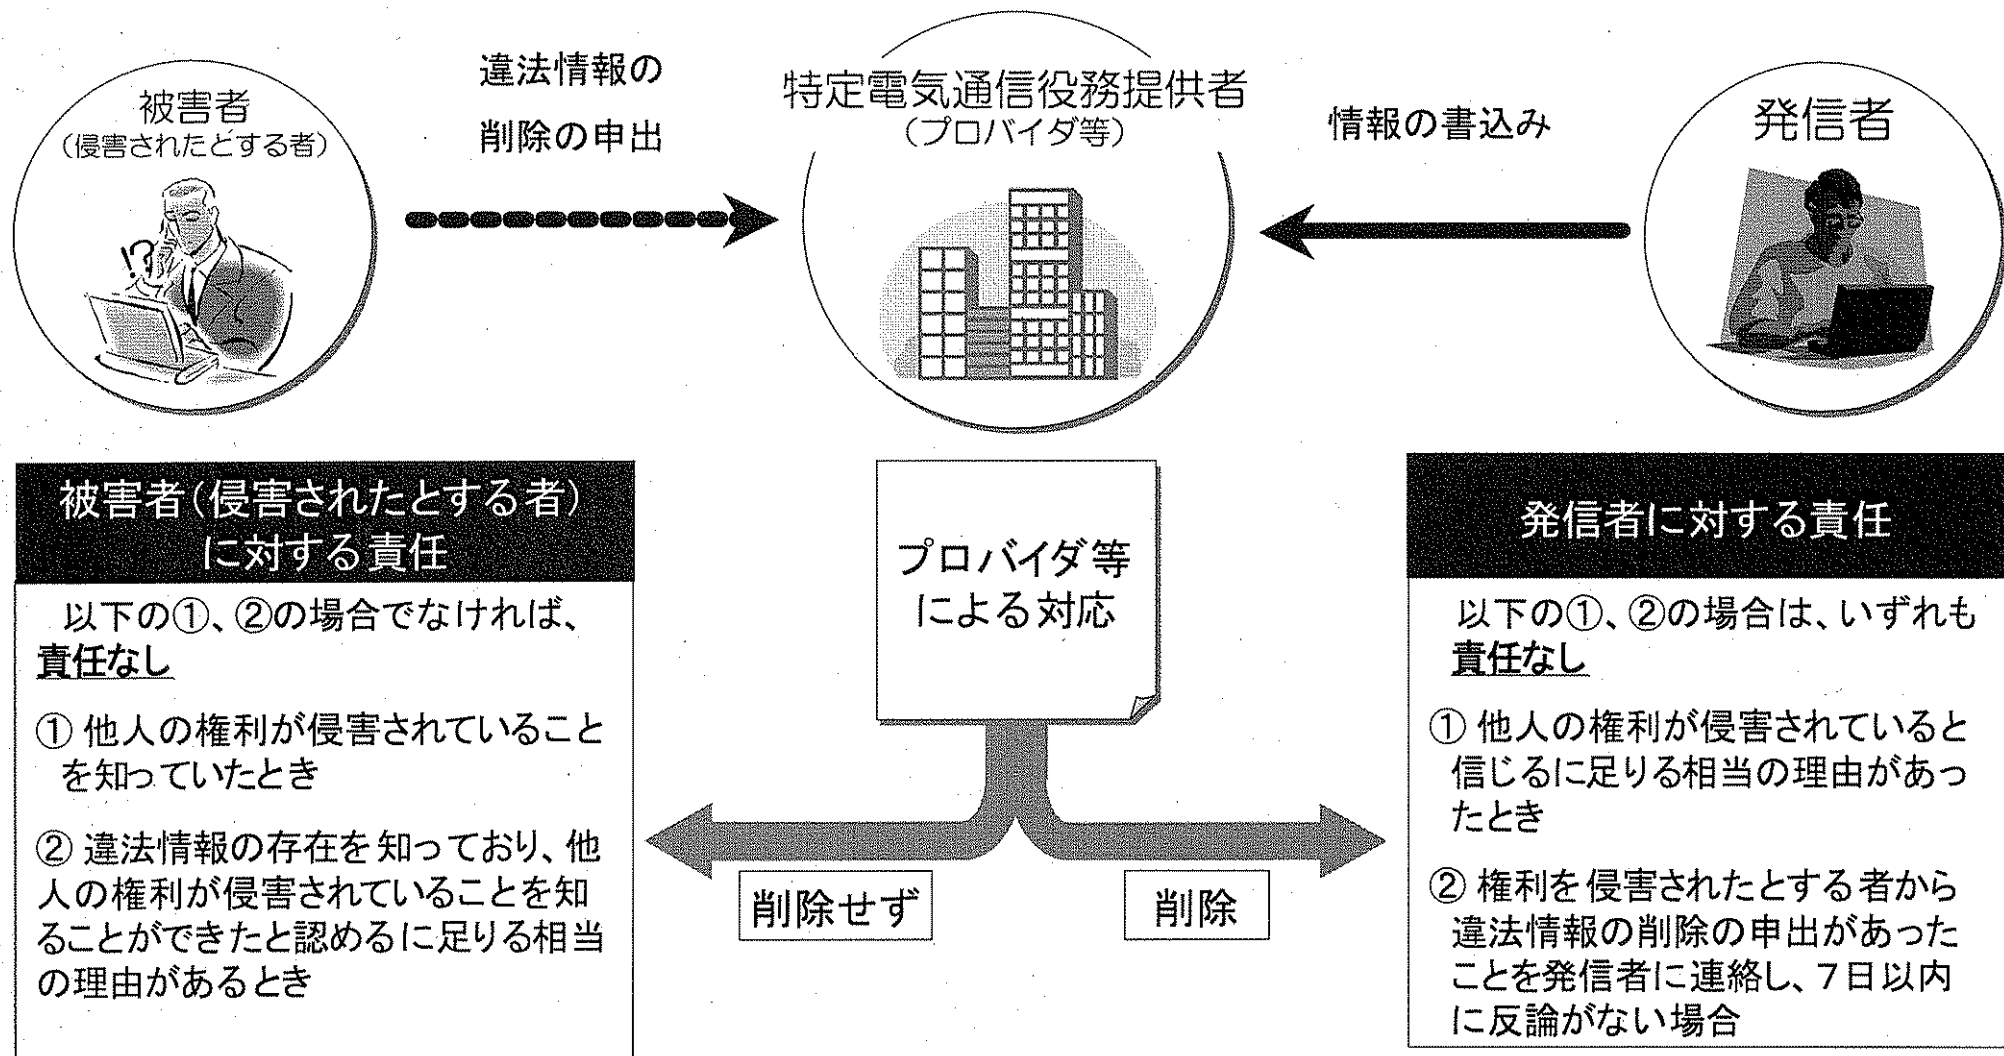 被害者
(侵害されたとする者)
違法情報の
削除の申出
特定電気通信役務提供者
(プロバイダ等)
情報の書込み
発信者
!?
被害者(侵害されたとする者)
に対する責任
以下の①、②の場合でなければ、
責任なし
① 他人の権利が侵害されていること
を知っていたとき
② 違法情報の存在を知っており、他
人の権利が侵害されていることを知
ることができたと認めるに足りる相当
の理由があるとき
プロバイダ等
による対応
削除せず
削除
発信者に対する責任
以下の①、②の場合は、いずれも
責任なし
① 他人の権利が侵害されていると
信じるに足りる相当の理由があっ
たとき
② 権利を侵害されたとする者から
違法情報の削除の申出があった
ことを発信者に連絡し、7日以内
に反論がない場合